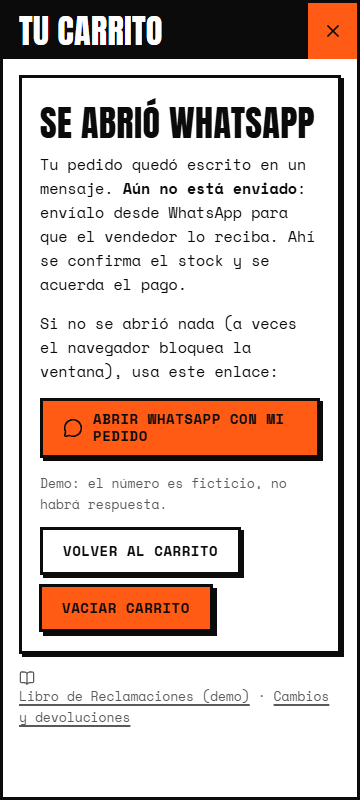 TU CARRITO
SE ABRIÓ WHATSAPP
Tu pedido quedó escrito en un
mensaje. Aún no está enviado:
envíalo desde WhatsApp para
que el vendedor lo reciba. Ahí
se confirma el stock y se
acuerda el pago.
Si no se abrió nada (a veces
el navegador bloquea la
ventana), usa este enlace:
ABRIR WHATSAPP CON MI
PEDIDO
Demo: el número es ficticio, no
habrá respuesta.
VOLVER AL CARRITO
VACIAR CARRITO
Libro de Reclamaciones (demo) · Cambios
y devoluciones